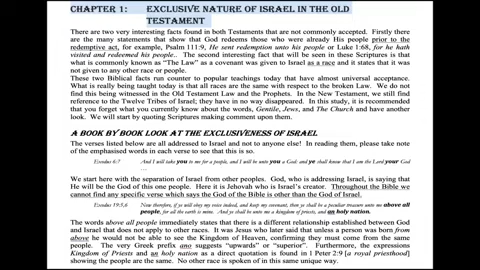 CHAPTER 1: EXCLUSIVE NATURE OF ISRAEL IN THE OLD
TESTAMENT
There are two very interesting facts found in both Testaments that are not commonly accepted. Firstly there
are the many statements that show that God redeems those who were already His people prior to the
redemptive act, for example, Psalm 111:9, He sent redemption unto his people or Luke 1:68, for he hath
visited and redeemed his people.. The second interesting fact that will be seen in these Scriptures is that
what is commonly known as "The Law" as a covenant was given to Israel as a race and it states that it was
not given to any other race or people.
These two Biblical facts run counter to popular teachings today that have almost universal acceptance.
What is really being taught today is that all races are the same with respect to the broken Law. We do not
find this being witnessed in the Old Testament Law and the Prophets. In the New Testament, we still find
reference to the Twelve Tribes of Israel; they have in no way disappeared. In this study, it is recommended
that you forget what you currently know about the words, Gentile, Jews, and The Church and have another
look. We will start by quoting Scriptures making comment upon them.
A BOOK BY BOOK LOOK AT THE EXCLUSIVENESS OF ISRAEL
The verses listed below are all addressed to Israel and not to anyone else! In reading them, please take note
of the emphasised words in each verse to see that this is so.
Exodus 6:7 And I will take you to me for a people, and I will be unto you a God: and ye shall know that I am the Lord your God
....
We start here with the separation of Israel from other peoples. God, who is addressing Israel, is saying that
He will be the God of this one people. Here it is Jehovah who is Israel's creator. Throughout the Bible we
cannot find any specific verse which says the God of the Bible is other than the God of Israel.
Exodus 19:5,6 Now therefore, if you will obey my voice indeed, and keep my covenant, then ye shall be a peculiar treasure unto me above all
people, for all the earth is mine. And ye shall be unto me a kingdom of priests, and an holy nation.
The words above all people immediately states that there is a different relationship established between God
and Israel that does not apply to other races. It was Jesus who later said that unless a person was born from
above he would not be able to see the Kingdom of Heaven, confirming they must come from the same
people. The very Greek prefix ano suggests "upwards" or "superior". Furthermore, the expressions
Kingdom of Priests and an holy nation as a direct quotation is found in 1 Peter 2:9 [a royal priesthood]
showing the people are the same. No other race is spoken of in this same unique way.